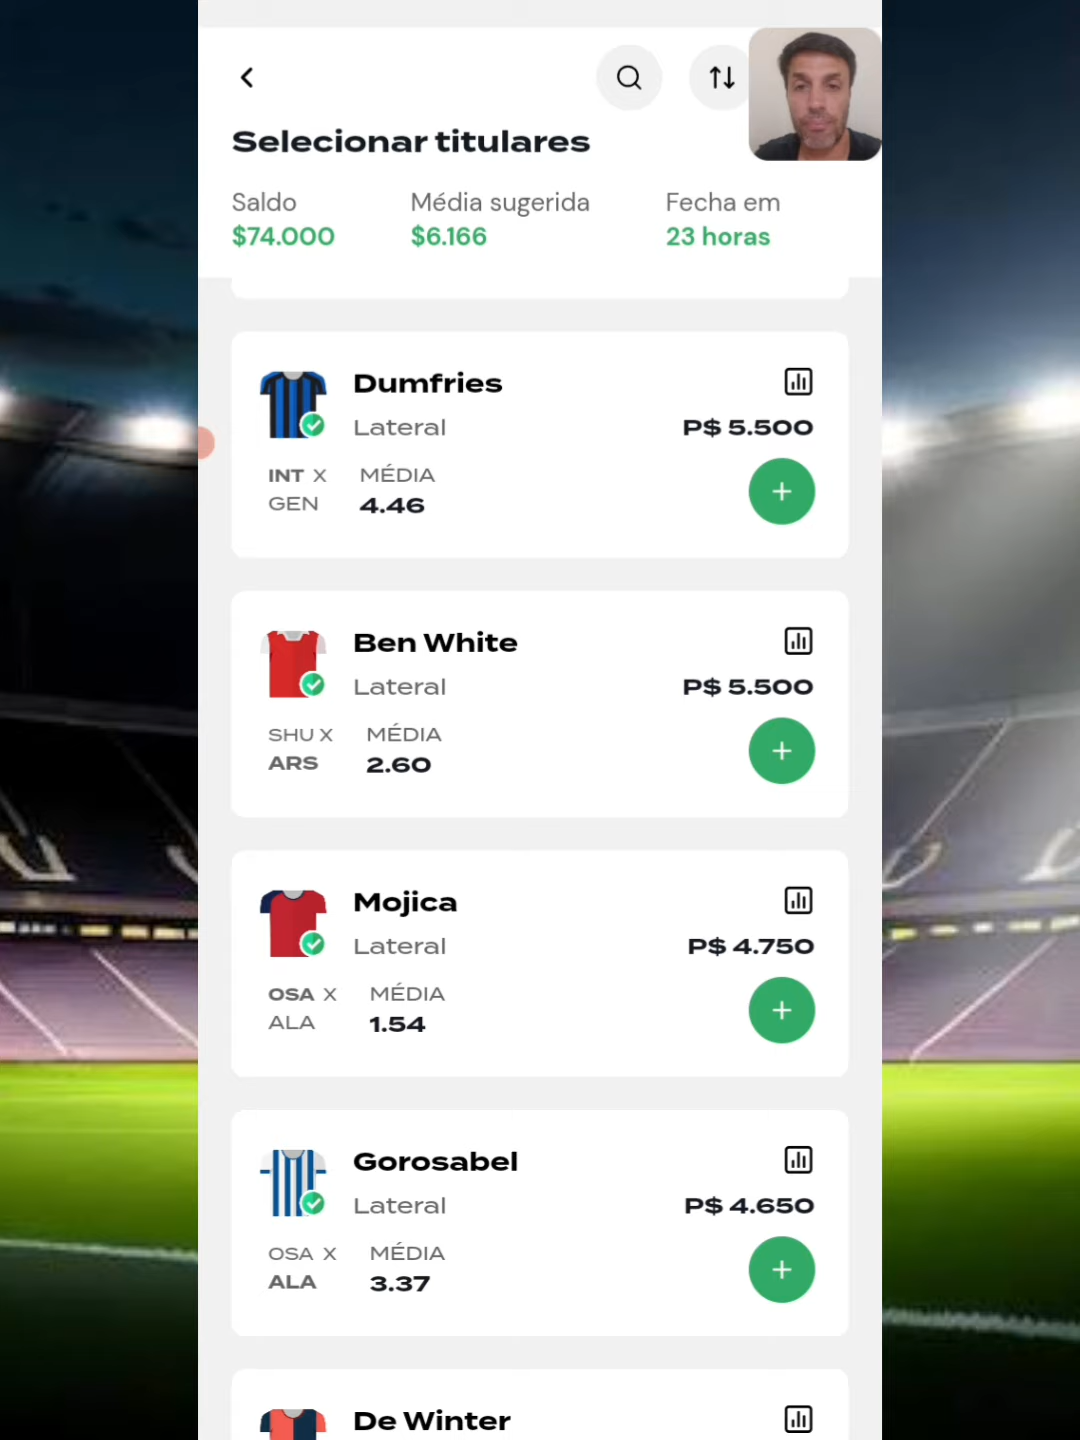 Selecionar titulares
Saldo
Média sugerida
Fecha em
$74.000
$6.166
23 horas
Dumfries
Lateral
P$ 5.500
INT X
GEN
MÉDIA
4.46
Ben White
Lateral
P$ 5.500
SHU X
ARS
MÉDIA
2.60
Mojica
Lateral
P$ 4.750
OSA X
ALA
MÉDIA
1.54
Gorosabel
Lateral
P$ 4.650
OSA X
ALA
MÉDIA
3.37
De Winter